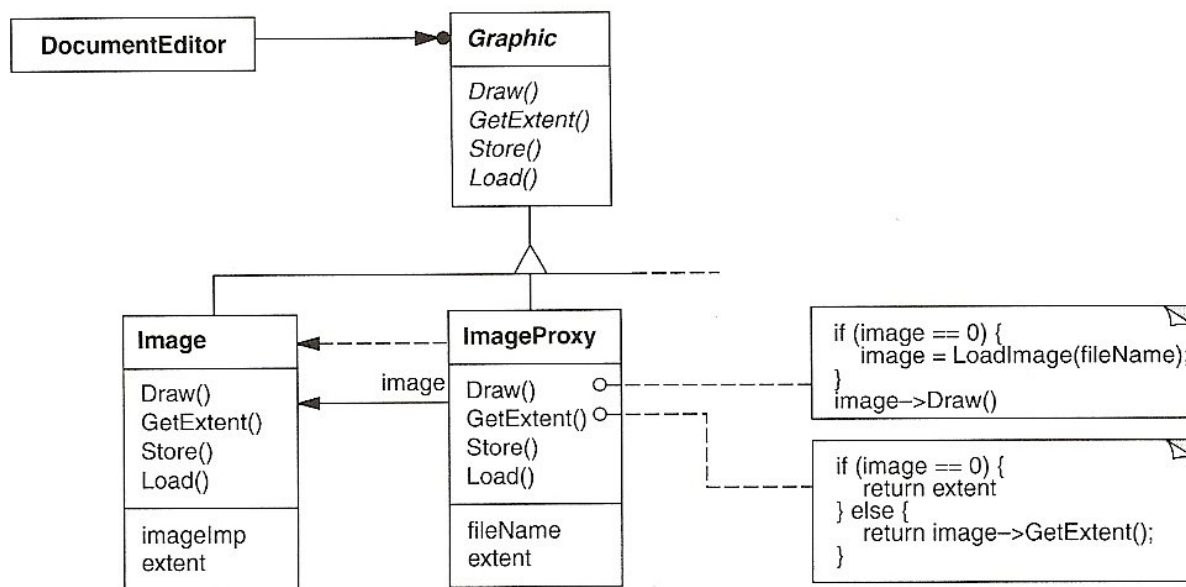 DocumentEditor
Graphic
Draw()
GetExtent()
Store()
Load()
Image
Draw()
GetExtent()
Store()
Load()
imageImp
extent
image
ImageProxy
Draw()
GetExtent()
Store()
Load()
fileName
extent
if (image == 0) {
image = LoadImage(fileName);
}
image->Draw()
if (image == 0) {
return extent
} else {
return image->GetExtent();
}